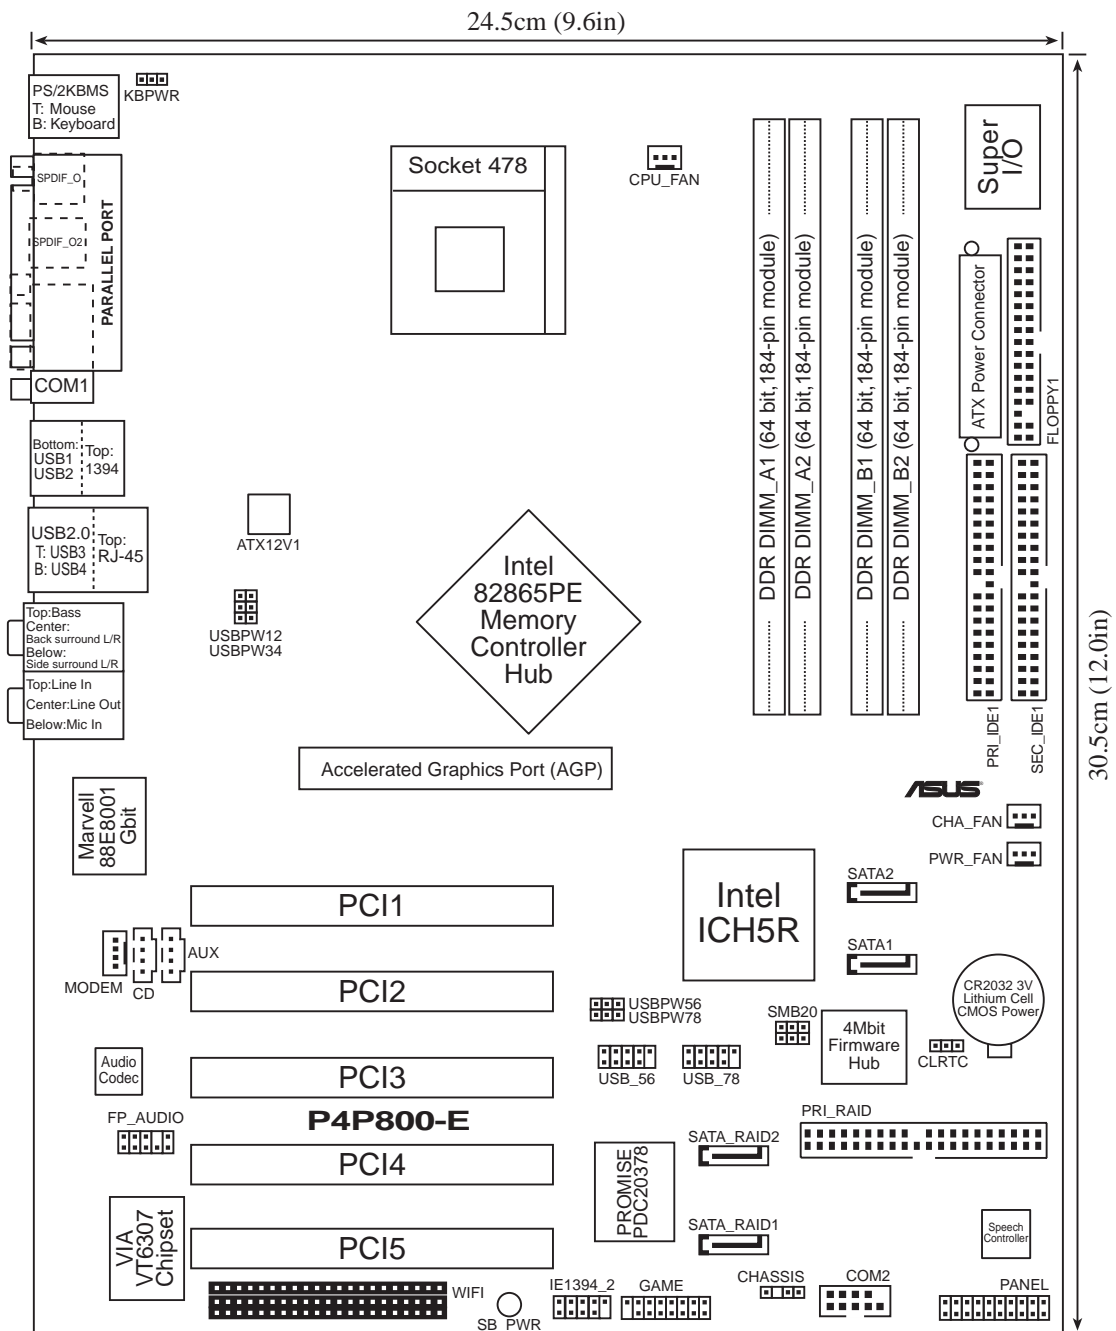 24.5cm (9.6in)
PS/2KBMS
T: Mouse
B: Keyboard
KBPWR
SPDIF_O
SPDIF_O2
PARALLEL PORT
COM1
Socket 478
CPU_FAN
DDR DIMM_A1 (64 bit,184-pin module)
DDR DIMM_A2 (64 bit,184-pin module)
DDR DIMM_B1 (64 bit,184-pin module)
DDR DIMM_B2 (64 bit,184-pin module)
Super
I/O
ATX Power Connector
FLOPPY1
Bottom:
USB1
USB2
Top:
1394
USB2.0
T: USB3
B: USB4
Top:
RJ-45
ATX12V1
USBPW12
USBPW34
Intel
82865PE
Memory
Controller
Hub
Top:Bass
Center:
Back surround L/R
Below:
Side surround L/R
Top:Line In
Center:Line Out
Below:Mic In
PRI_IDE1
SEC_IDE1
30.5cm (12.0in)
Accelerated Graphics Port (AGP)
ASUS
CHA_FAN
PWR_FAN
Marvell
88E8001
Gbit
PCI1
Intel
ICH5R
SATA2
SATA1
MODEM
CD
AUX
PCI2
USBPW56
USBPW78
SMB20
4Mbit
Firmware
Hub
CR2032 3V
Lithium Cell
CMOS Power
CLRTC
Audio
Codec
PCI3
USB_56
USB_78
P4P800-E
FP_AUDIO
PRI_RAID
PCI4
PROMISE
PDC20378
SATA_RAID2
SATA_RAID1
VIA
VT6307
Chipset
PCI5
Speech
Controller
WIFI
SB_PWR
IE1394_2
GAME
CHASSIS
COM2
PANEL